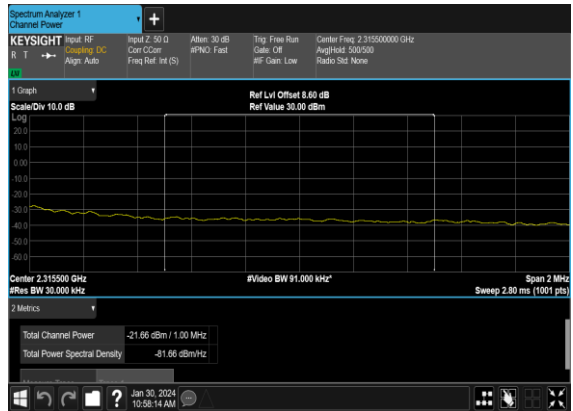 Spectrum Analyzer 1
Channel Power
+
KEYSIGHT
R T
LXI
Input: RF
Coupling: DC
Align: Auto
Input Z: 50 Ω
Corr CCorr
Freq Ref: Int (S)
Atten: 30 dB
#PNO: Fast
Trig: Free Run
Gate: Off
#IF Gain: Low
Center Freq: 2.315500000 GHz
Avg|Hold: 500/500
Radio Std: None
1 Graph
Scale/Div 10.0 dB
Ref Lvl Offset 8.60 dB
Ref Value 30.00 dBm
Log
20.0
10.0
0.00
-10.0
-20.0
-30.0
-40.0
-50.0
-60.0
Center 2.315500 GHz
#Res BW 30.000 kHz
#Video BW 91.000 kHz*
Span 2 MHz
Sweep 2.80 ms (1001 pts)
2 Metrics
Total Channel Power -21.66 dBm / 1.00 MHz
Total Power Spectral Density -81.66 dBm/Hz
?
Jan 30, 2024
10:58:14 AM